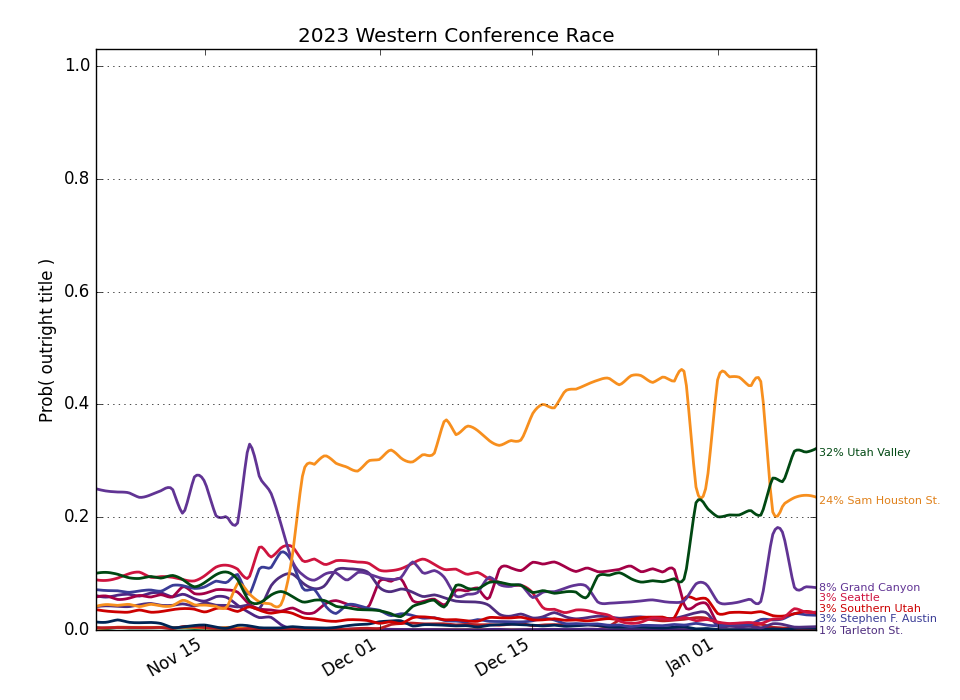 2023 Western Conference Race
Prob( outright title )
1.0
0.8
0.6
0.4
0.2
0.0
Nov 15
Dec 01
Dec 15
Jan 01
32% Utah Valley
24% Sam Houston St.
8% Grand Canyon
3% Seattle
3% Southern Utah
3% Stephen F. Austin
1% Tarleton St.